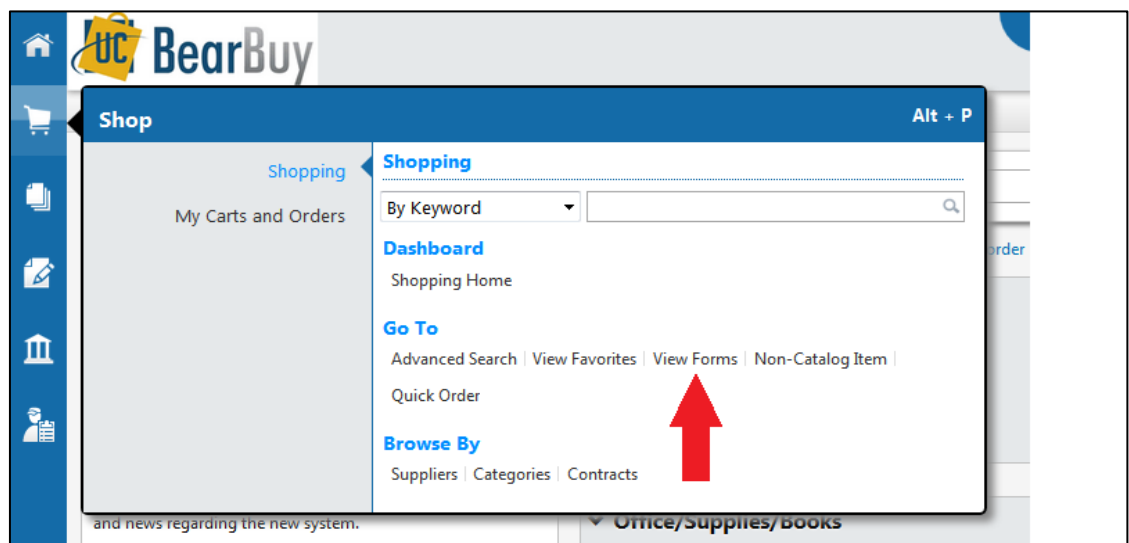 UC BearBuy
Shop Alt + P
Shopping
My Carts and Orders
Shopping
By Keyword
Dashboard
Shopping Home
order
Go To
Advanced Search | View Favorites | View Forms | Non-Catalog Item |
Quick Order
Browse By
Suppliers | Categories | Contracts
and news regarding the new system.
Office/Supplies/Books